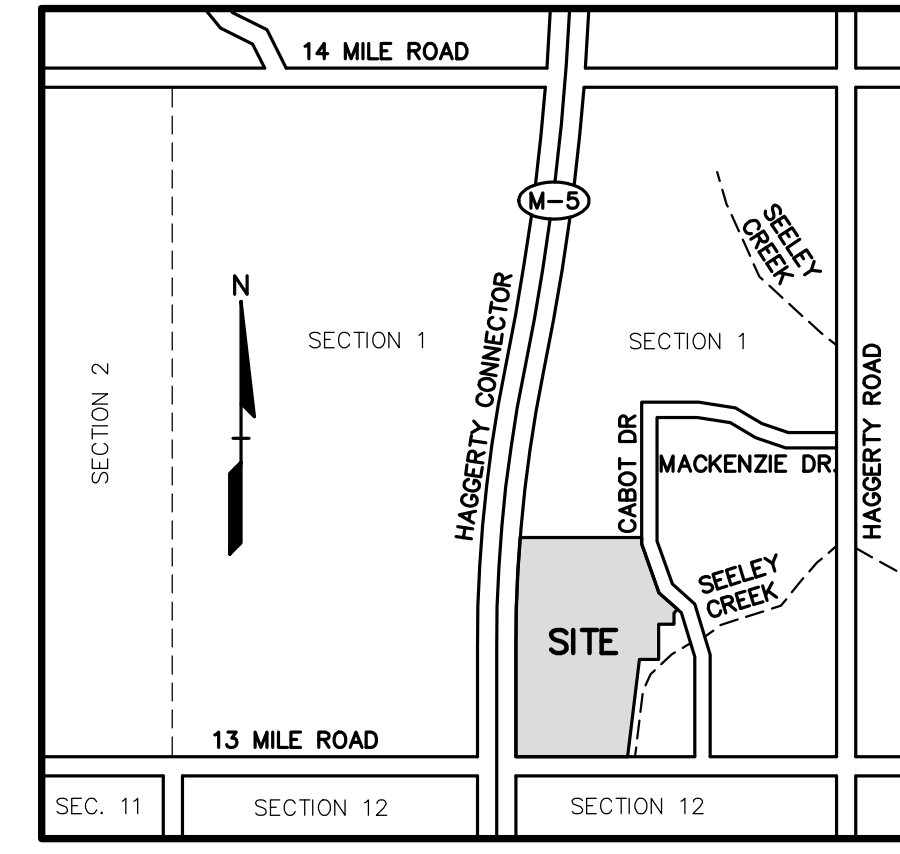 14 MILE ROAD
M-5
SEELEY
CREEK
N
HAGGERTY CONNECTOR
SECTION 1
SECTION 1
SECTION 2
HAGGERTY ROAD
CABOT DR
MACKENZIE DR.
SEELEY
CREEK
SITE
13 MILE ROAD
SEC. 11
SECTION 12
SECTION 12